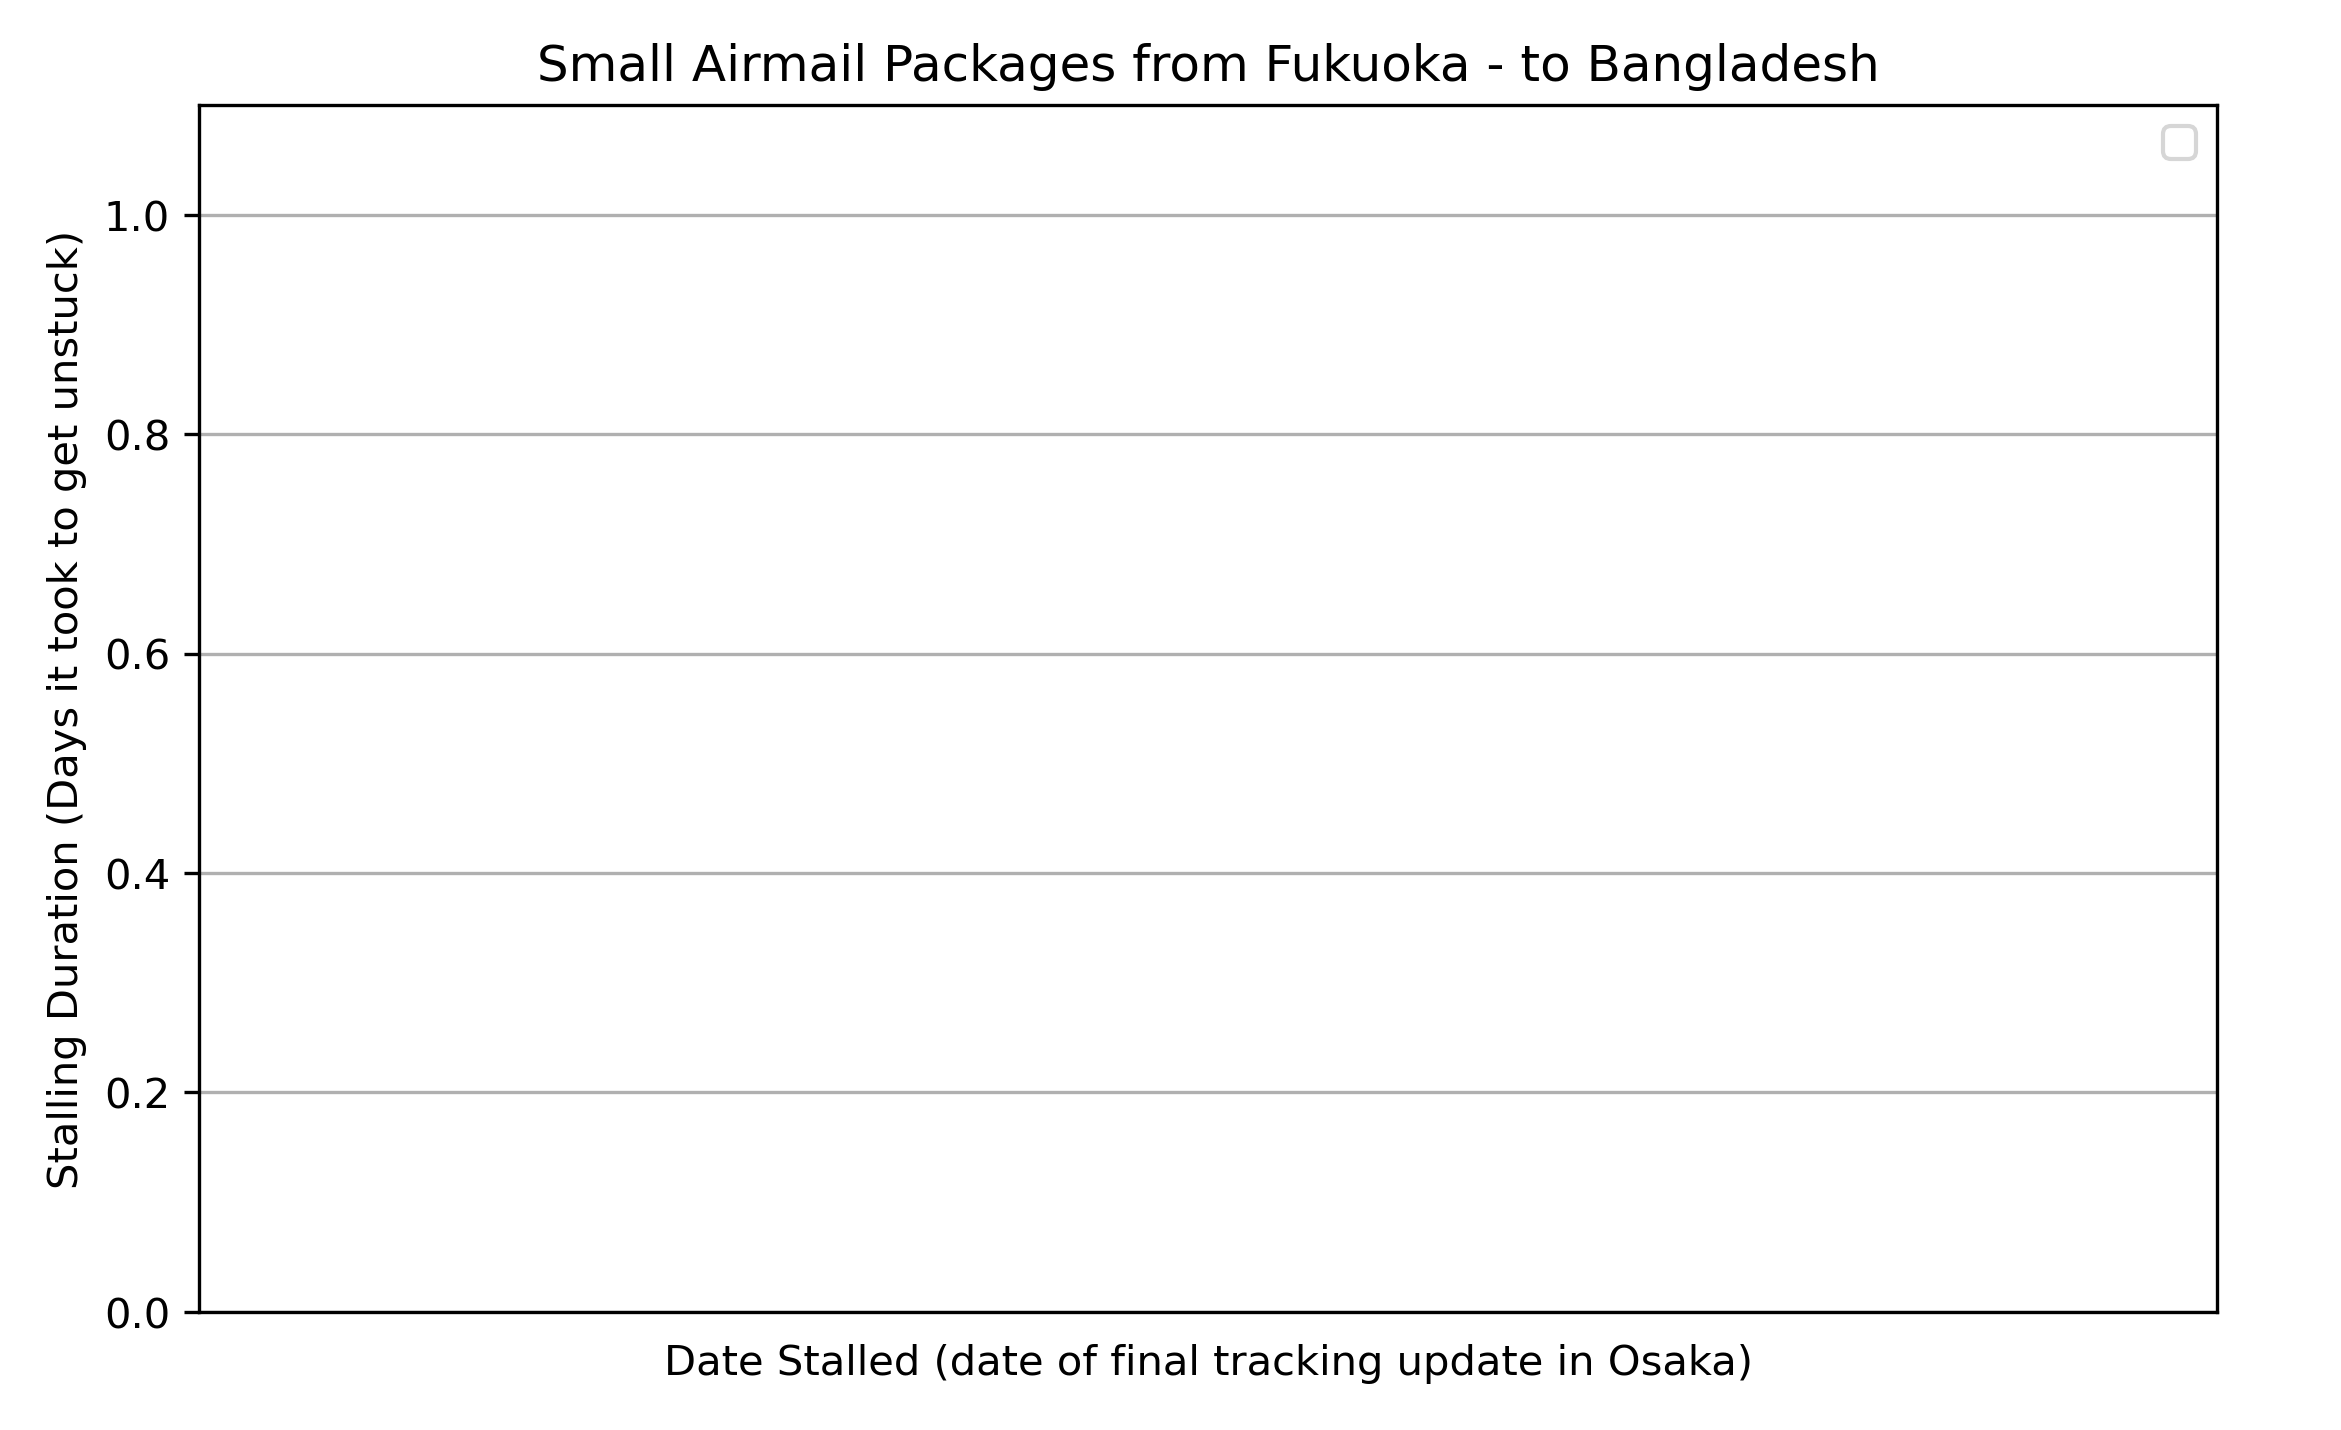 Small Airmail Packages from Fukuoka - to Bangladesh
Stalling Duration (Days it took to get unstuck)
1.0
0.8
0.6
0.4
0.2
0.0
Date Stalled (date of final tracking update in Osaka)